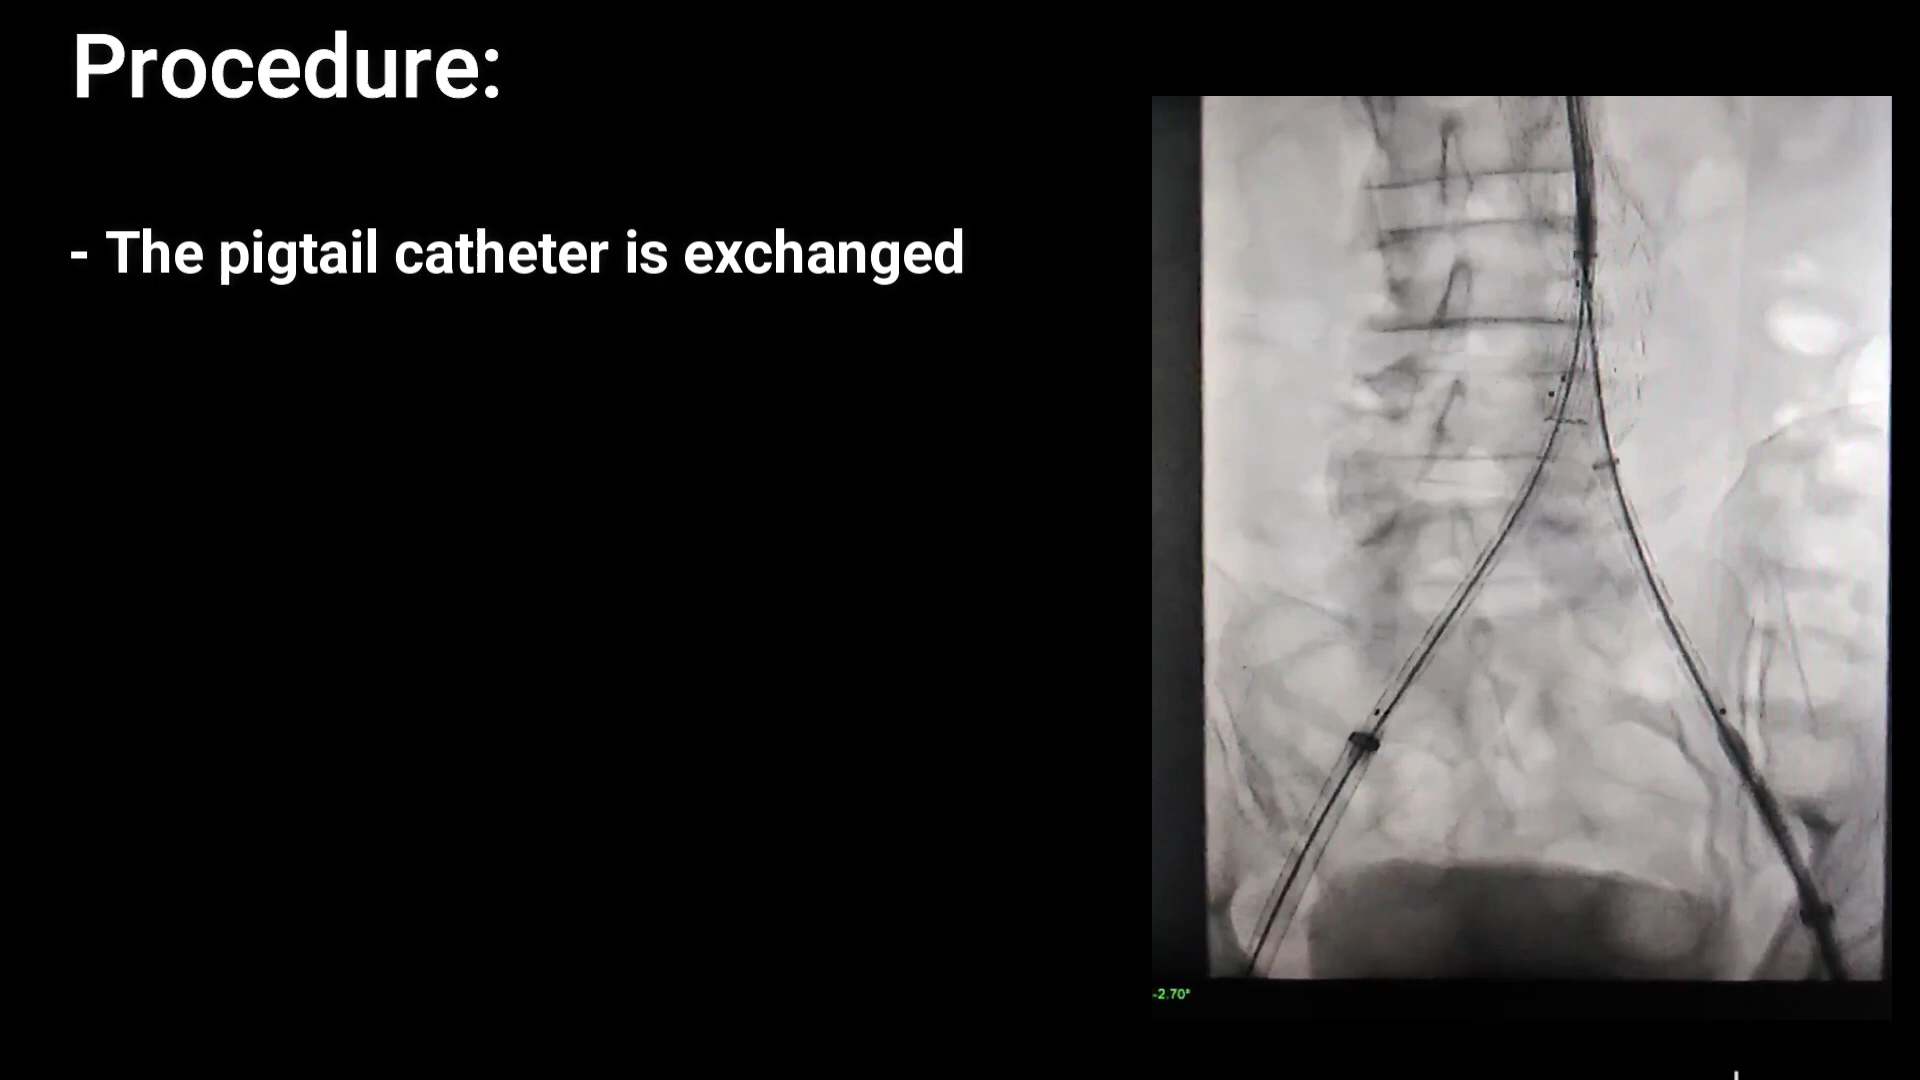 Procedure:
- The pigtail catheter is exchanged
-2.70°